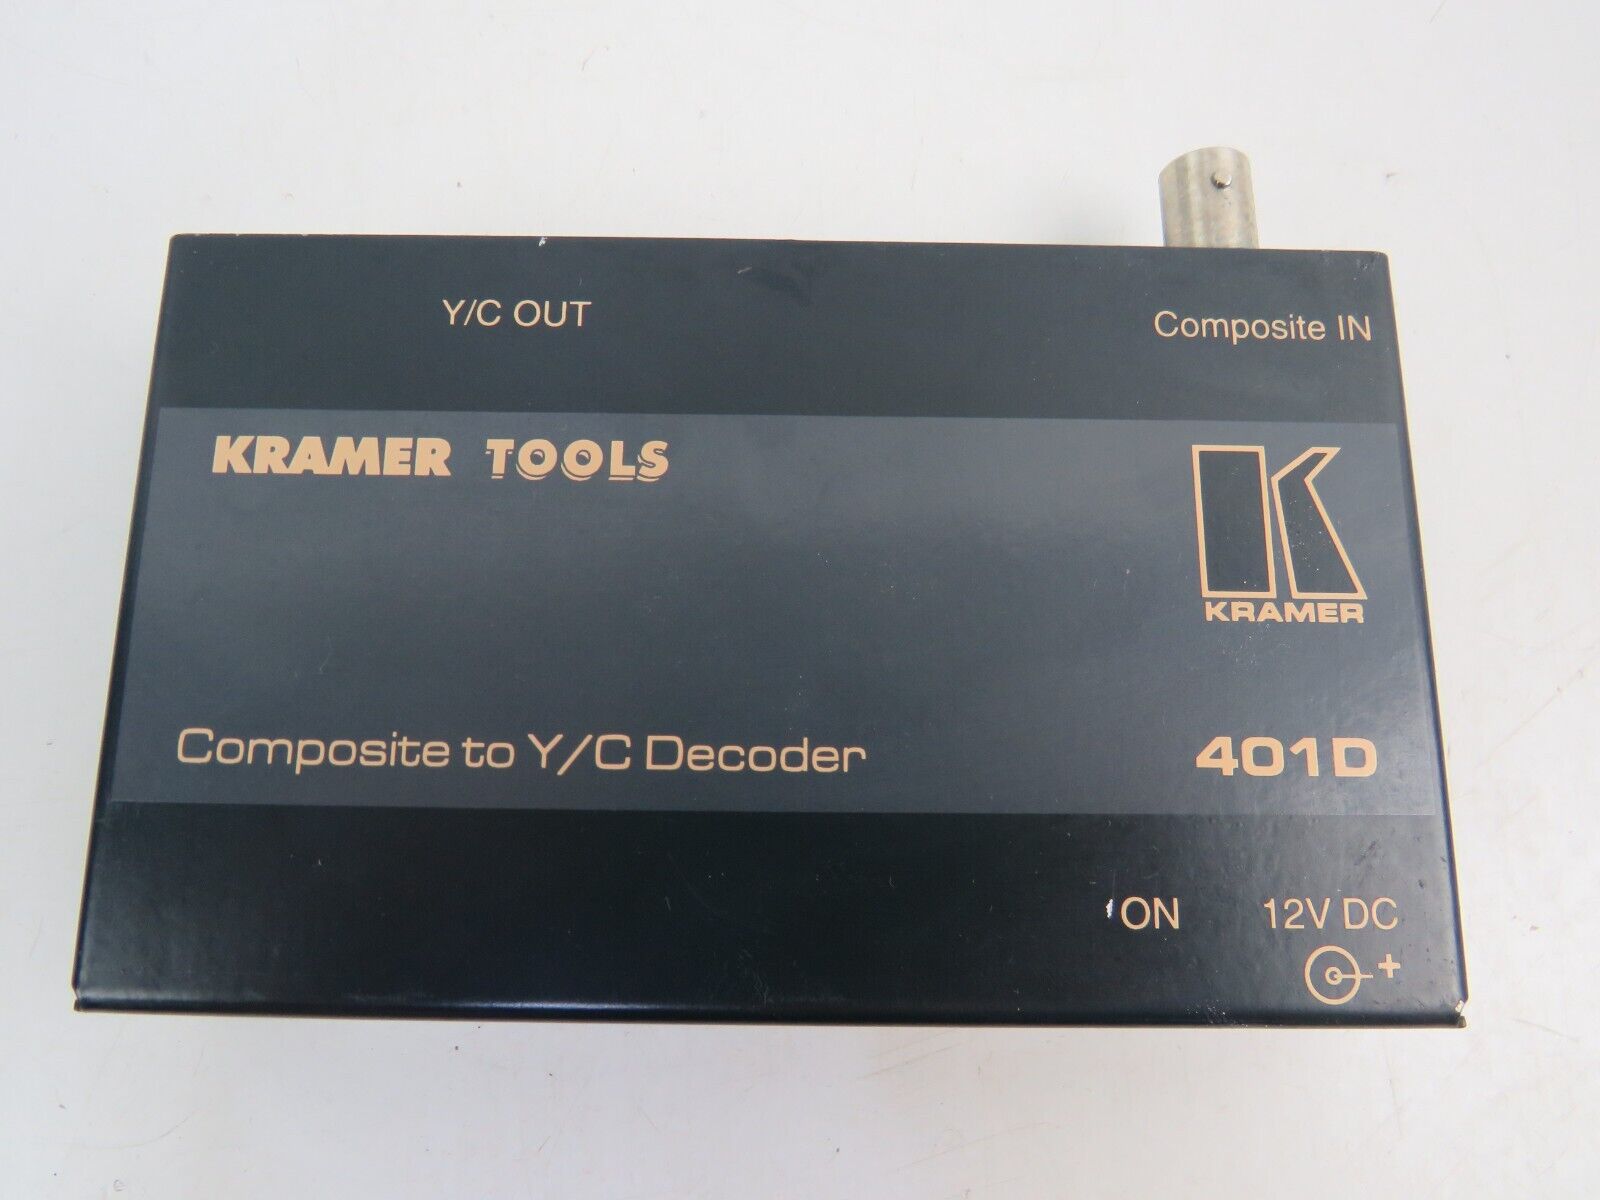 Y/C OUT
Composite IN
KRAMER TOOLS
KRAMER
Composite to Y/C Decoder
401D
ON
12V DC
+